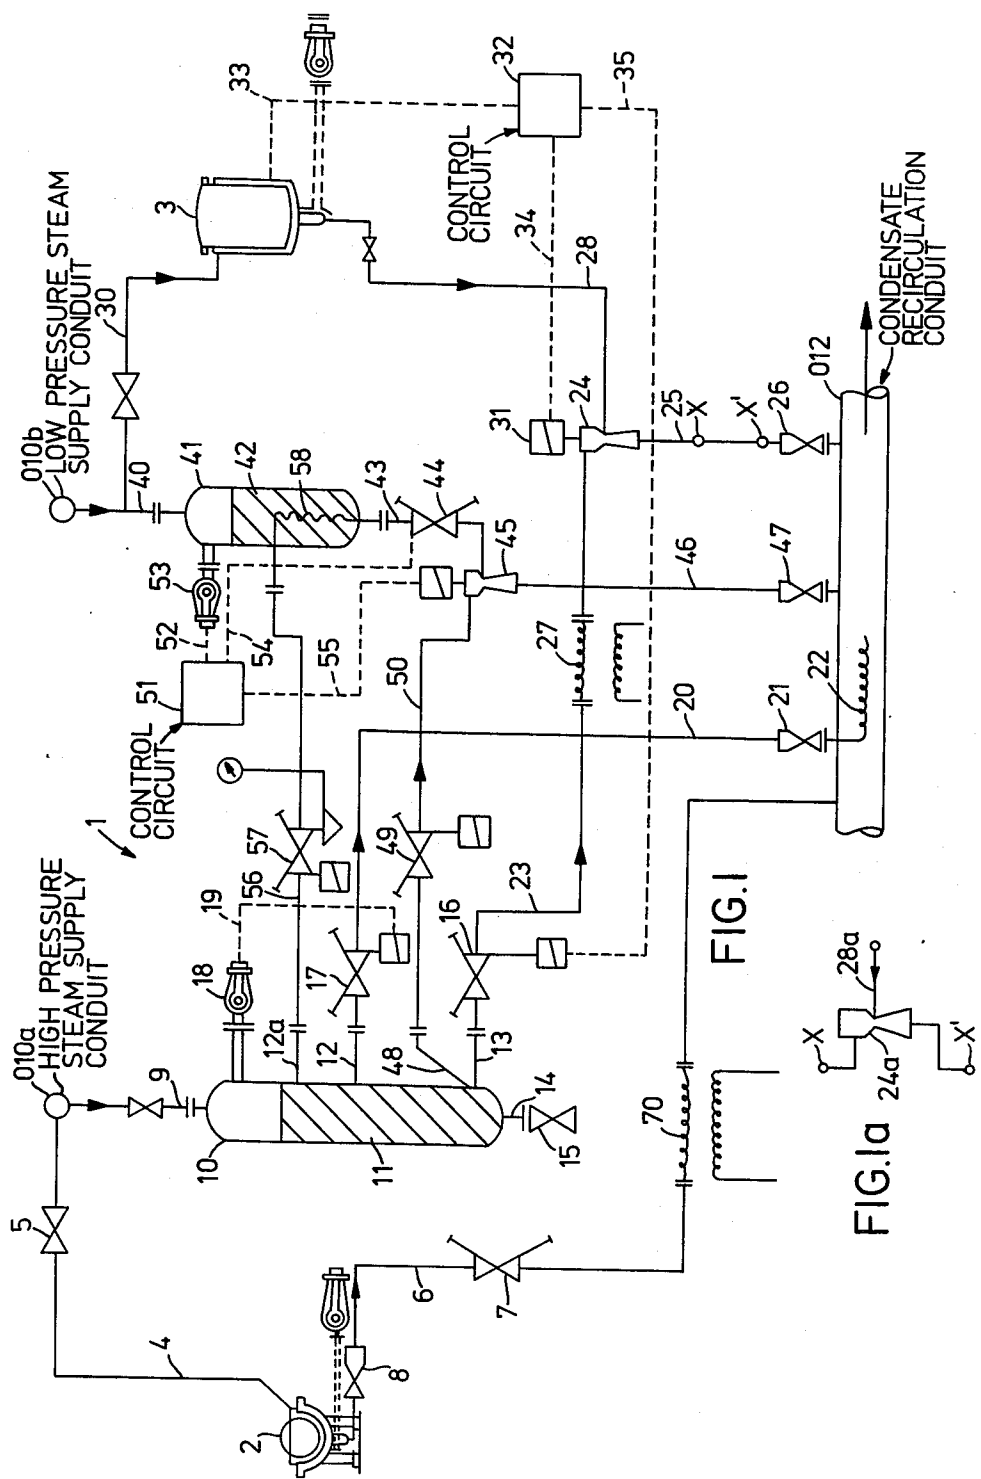 HIGH PRESSURE
STEAM SUPPLY
CONDUIT
010a
5
4
2
8
6
7
9
10
11
12a
12
48
13
14
15
18
19
17
16
56
57
49
23
1
CONTROL
CIRCUIT
51
52
53
54
55
50
20
010b
LOW PRESSURE STEAM
SUPPLY CONDUIT
40
41
42
58
43
44
45
46
47
30
3
33
32
CONTROL
CIRCUIT
34
35
28
31
24
25
X
X'
26
27
21
22
012
CONDENSATE
RECIRCULATION
CONDUIT
70
FIG.1
X
28a
24a
X'
FIG.1a